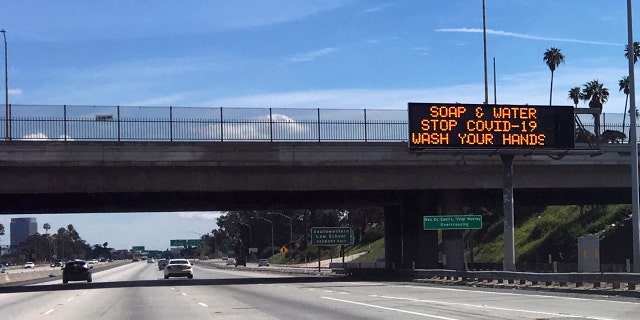 SOAP & WATER
STOP COVID-19
WASH YOUR HANDS
Rev. Dr. Cecil L. "Chip" Murray
Overcrossing
Southwestern
Law School